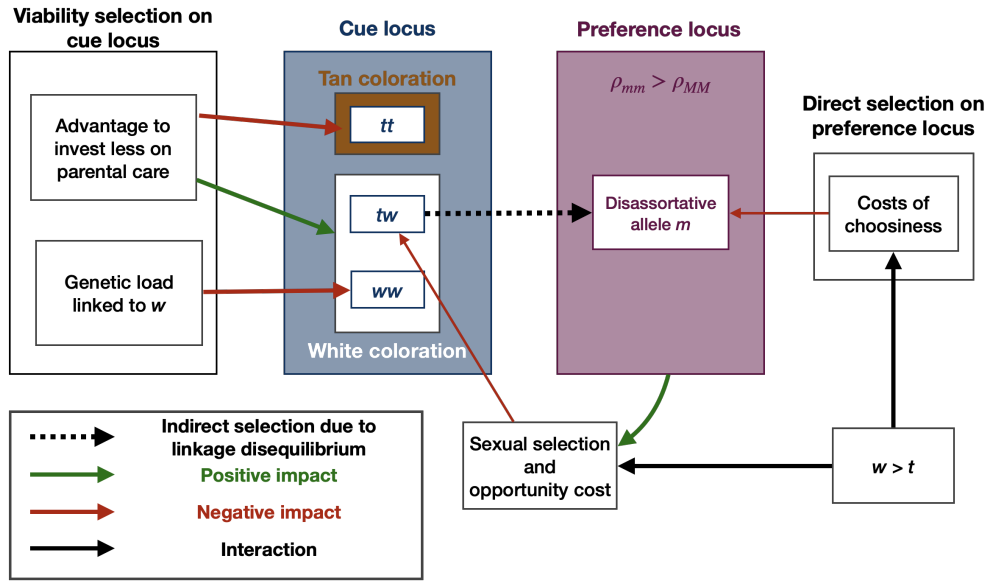 Viability selection on
cue locus
Advantage to
invest less on
parental care
Genetic load
linked to w
Cue locus
Tan coloration
tt
tw
ww
White coloration
Preference locus
ρmm > ρMM
Disassortative
allele m
Direct selection on
preference locus
Costs of
choosiness
Sexual selection
and
opportunity cost
w > t
Indirect selection due to
linkage disequilibrium
Positive impact
Negative impact
Interaction